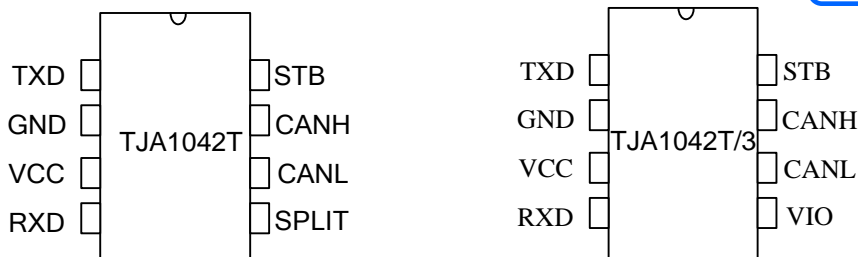 TXD STB
GND CANH
TJA1042T
VCC CANL
RXD SPLIT
TXD STB
GND CANH
TJA1042T/3
VCC CANL
RXD VIO